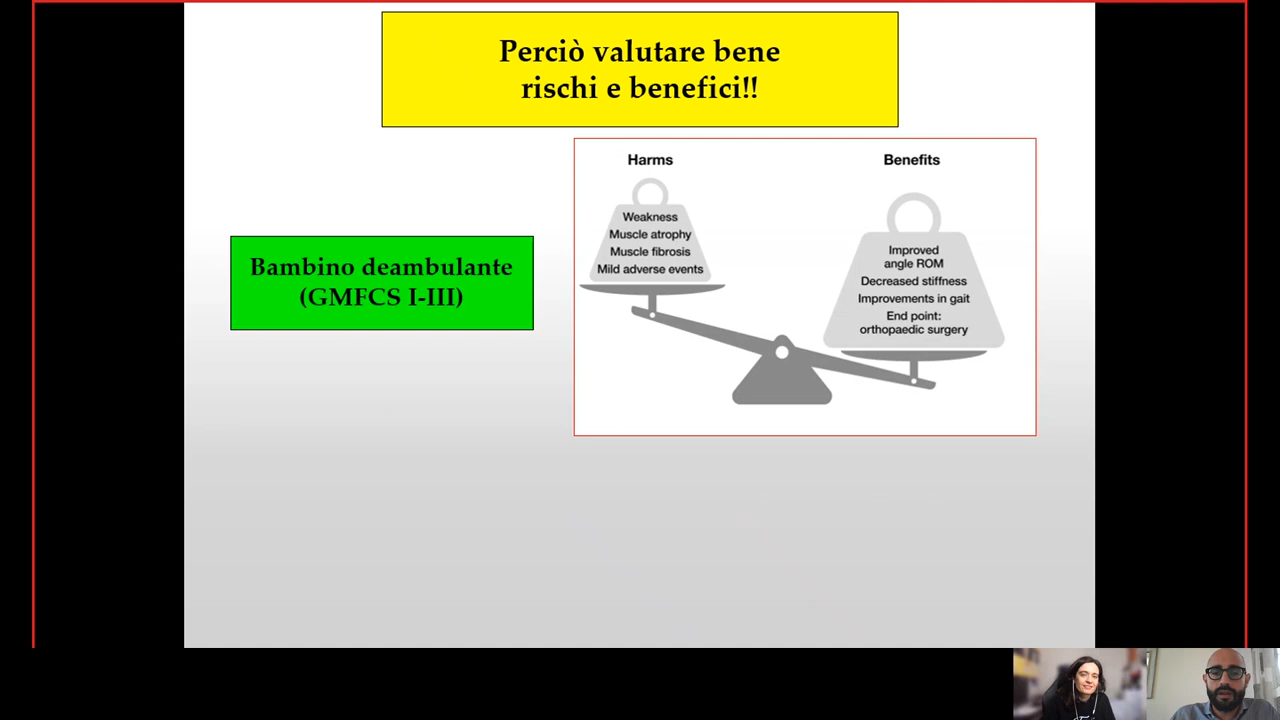 Perciò valutare bene
rischi e benefici!!
Harms
Benefits
Weakness
Muscle atrophy
Muscle fibrosis
Mild adverse events
Improved
angle ROM
Decreased stiffness
Improvements in gait
End point:
orthopaedic surgery
Bambino deambulante
(GMFCS I-III)